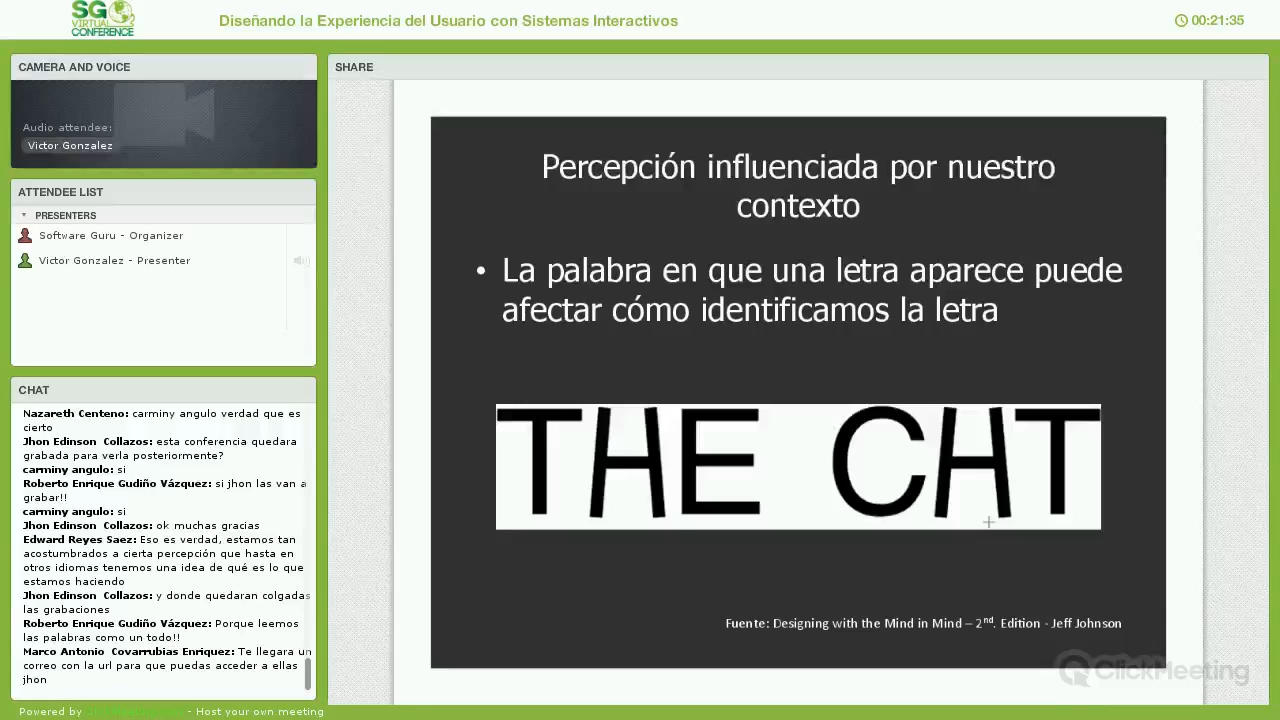 SG
VIRTUAL
CONFERENCE
Diseñando la Experiencia del Usuario con Sistemas Interactivos
00:21:35
CAMERA AND VOICE
Audio attendee:
Victor Gonzalez
ATTENDEE LIST
PRESENTERS
Software Guru - Organizer
Victor Gonzalez - Presenter
CHAT
Nazareth Centeno: carminy angulo verdad que es
cierto
Jhon Edinson Collazos: esta conferencia quedara
grabada para verla posteriormente?
carminy angulo: si
Roberto Enrique Gudiño Vázquez: si jhon las van a
grabar!!
carminy angulo: si
Jhon Edinson Collazos: ok muchas gracias
Edward Reyes Saez: Eso es verdad, estamos tan
acostumbrados a cierta percepción que hasta en
otros idiomas tenemos una idea de qué es lo que
estamos haciendo
Jhon Edinson Collazos: y donde quedaran colgadas
las grabaciones
Roberto Enrique Gudiño Vázquez: Porque leemos
las palabras como un todo!!
Marco Antonio Covarrubias Enriquez: Te llegara un
correo con la url para que puedas acceder a ellas
jhon
Powered by - Host your own meeting
SHARE
Percepción influenciada por nuestro
contexto
• La palabra en que una letra aparece puede
afectar cómo identificamos la letra
THE CHT
Fuente: Designing with the Mind in Mind – 2nd. Edition - Jeff Johnson
ClickMeeting